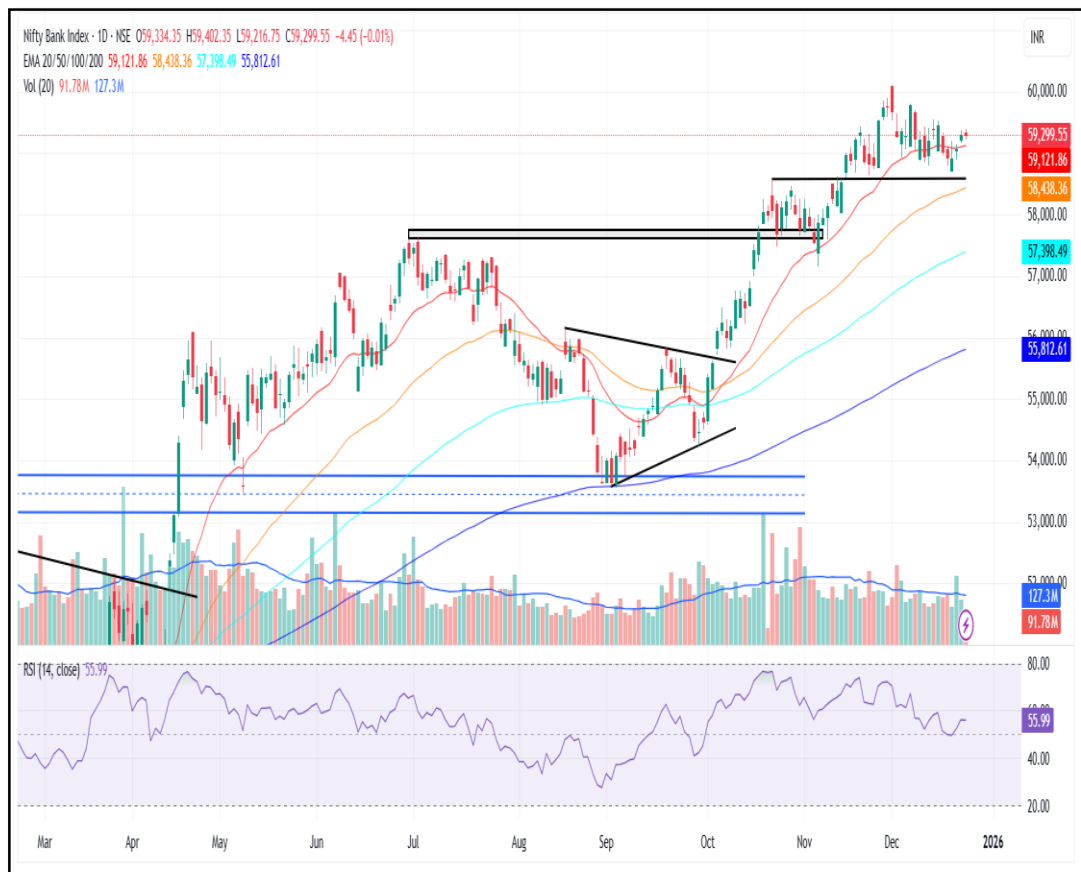 Nifty Bank Index · 1D · NSE O59,334.35 H59,402.35 L59,216.75 C59,299.55 −4.45 (−0.01%)
INR
EMA 20/50/100/200 59,121.86 58,438.36 57,398.49 55,812.61
Vol (20) 91.78M 127.3M
60,000.00
59,299.55
59,121.86
58,438.36
58,000.00
57,398.49
57,000.00
56,000.00
55,812.61
55,000.00
54,000.00
53,000.00
127.3M
91.78M
RSI (14, close) 55.99
80.00
55.99
40.00
20.00
Mar Apr May Jun Jul Aug Sep Oct Nov Dec 2026